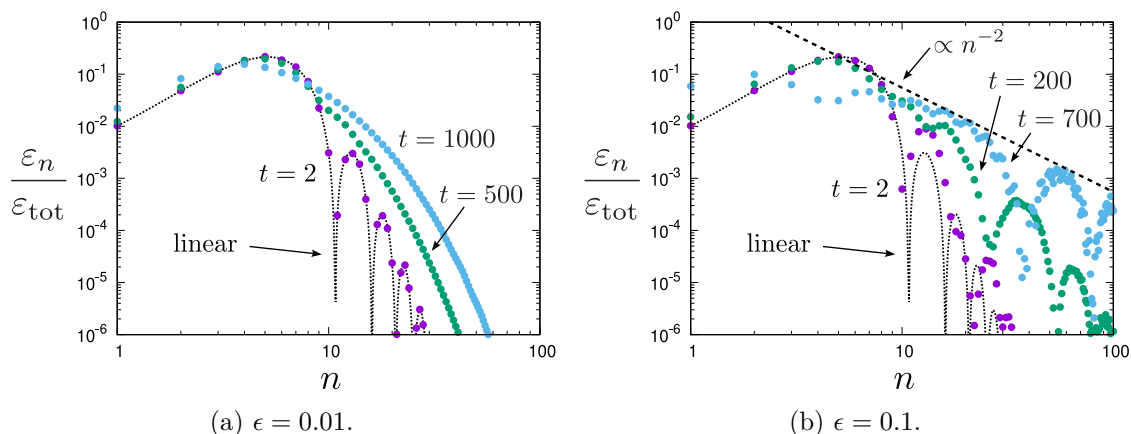 10^0
10^-1
10^-2
10^-3
10^-4
10^-5
10^-6
ε_n
ε_tot
t = 1000
t = 2
t = 500
linear
1
10
100
n
(a) ϵ = 0.01.
10^0
10^-1
10^-2
10^-3
10^-4
10^-5
10^-6
ε_n
ε_tot
∝ n^-2
t = 200
t = 700
t = 2
linear
1
10
100
n
(b) ϵ = 0.1.